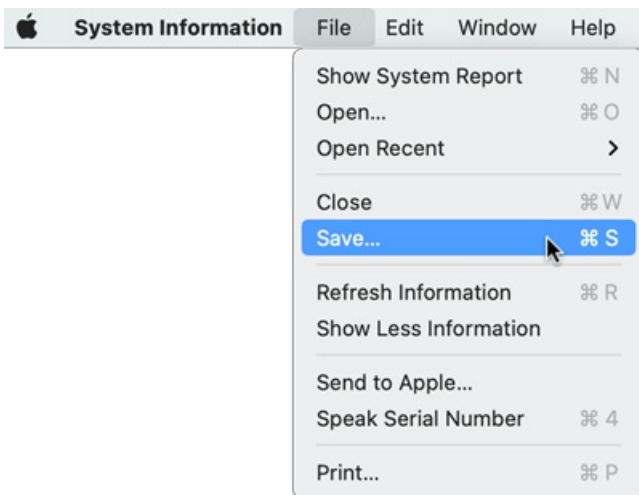 System Information File Edit Window Help
Show System Report ⌘ N
Open... ⌘ O
Open Recent >
Close ⌘ W
Save... ⌘ S
Refresh Information ⌘ R
Show Less Information
Send to Apple...
Speak Serial Number ⌘ 4
Print... ⌘ P